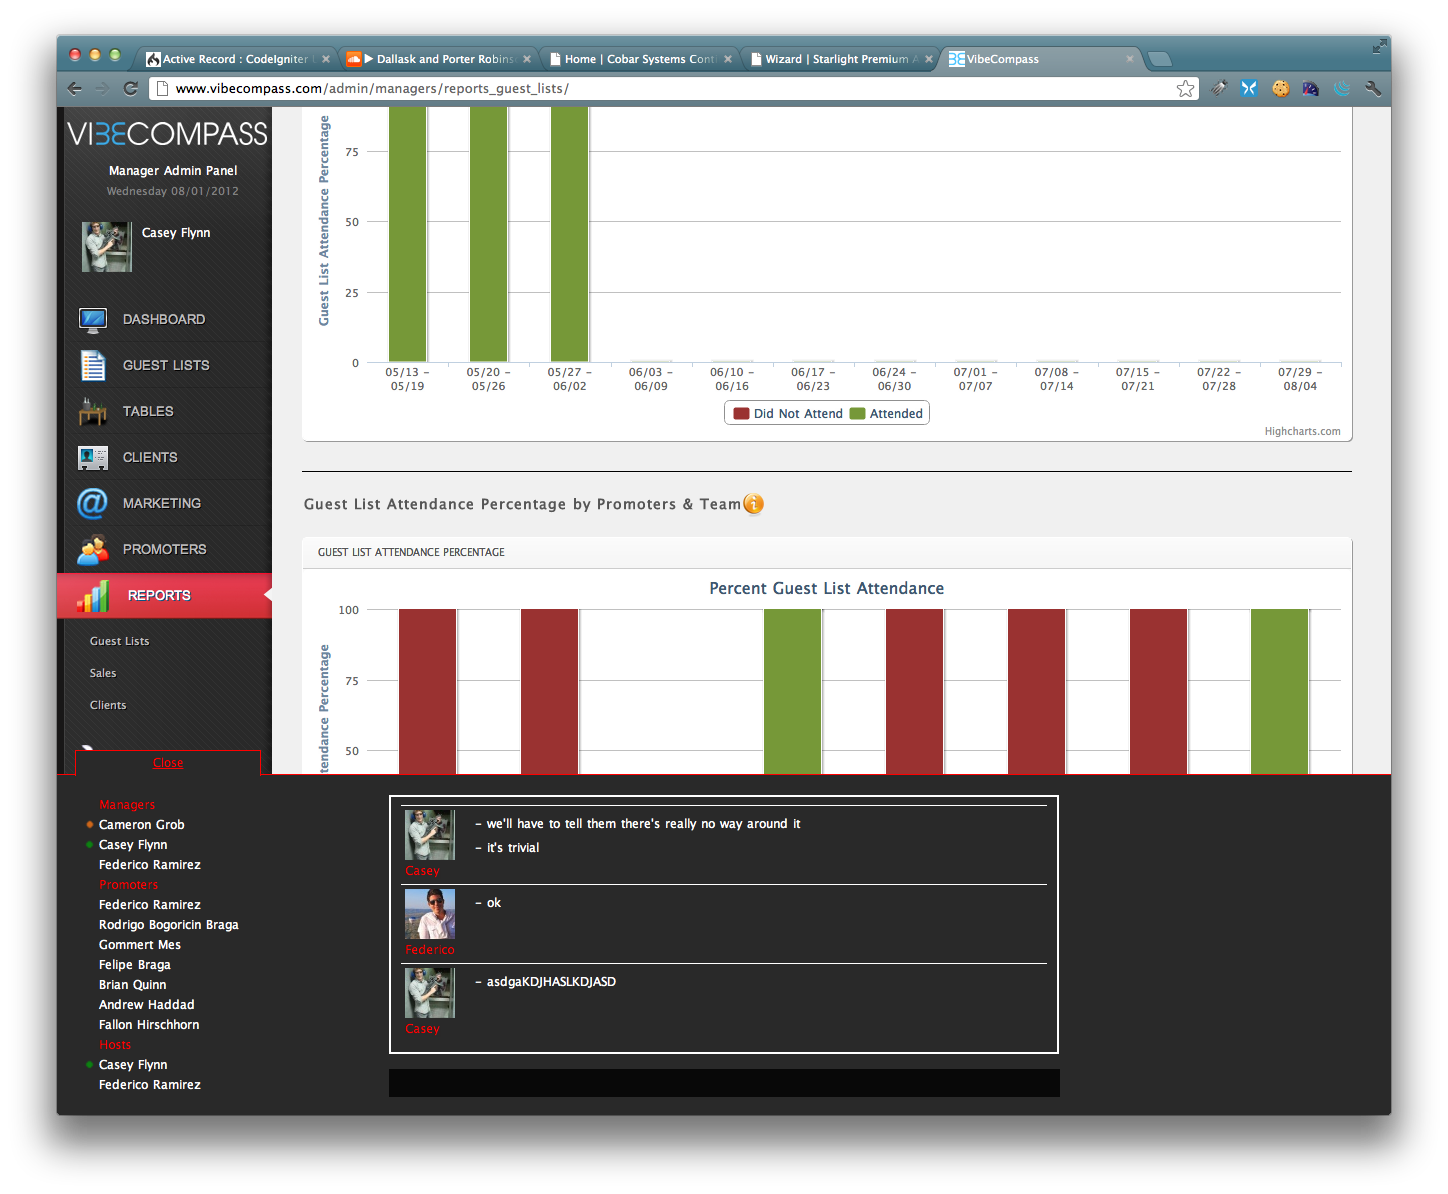 Active Record : CodeIgniter
Dallask and Porter Robins
Home | Cobar Systems Cont
Wizard | Starlight Premium A
VibeCompass
www.vibecompass.com/admin/managers/reports_guest_lists/
VIBECOMPASS
Manager Admin Panel
Wednesday 08/01/2012
Casey Flynn
DASHBOARD
GUEST LISTS
TABLES
CLIENTS
MARKETING
PROMOTERS
REPORTS
Guest Lists
Sales
Clients
Guest List Attendance Percentage
75
50
25
0
05/13 - 05/19
05/20 - 05/26
05/27 - 06/02
06/03 - 06/09
06/10 - 06/16
06/17 - 06/23
06/24 - 06/30
07/01 - 07/07
07/08 - 07/14
07/15 - 07/21
07/22 - 07/28
07/29 - 08/04
Did Not Attend
Attended
Highcharts.com
Guest List Attendance Percentage by Promoters & Team
GUEST LIST ATTENDANCE PERCENTAGE
Percent Guest List Attendance
tendance Percentage
100
75
50
Close
Managers
Cameron Grob
Casey Flynn
Federico Ramirez
Promoters
Federico Ramirez
Rodrigo Bogoricin Braga
Gommert Mes
Felipe Braga
Brian Quinn
Andrew Haddad
Fallon Hirschhorn
Hosts
Casey Flynn
Federico Ramirez
- we'll have to tell them there's really no way around it
- it's trivial
Casey
- ok
Federico
- asdgaKDJHASLKDJASD
Casey